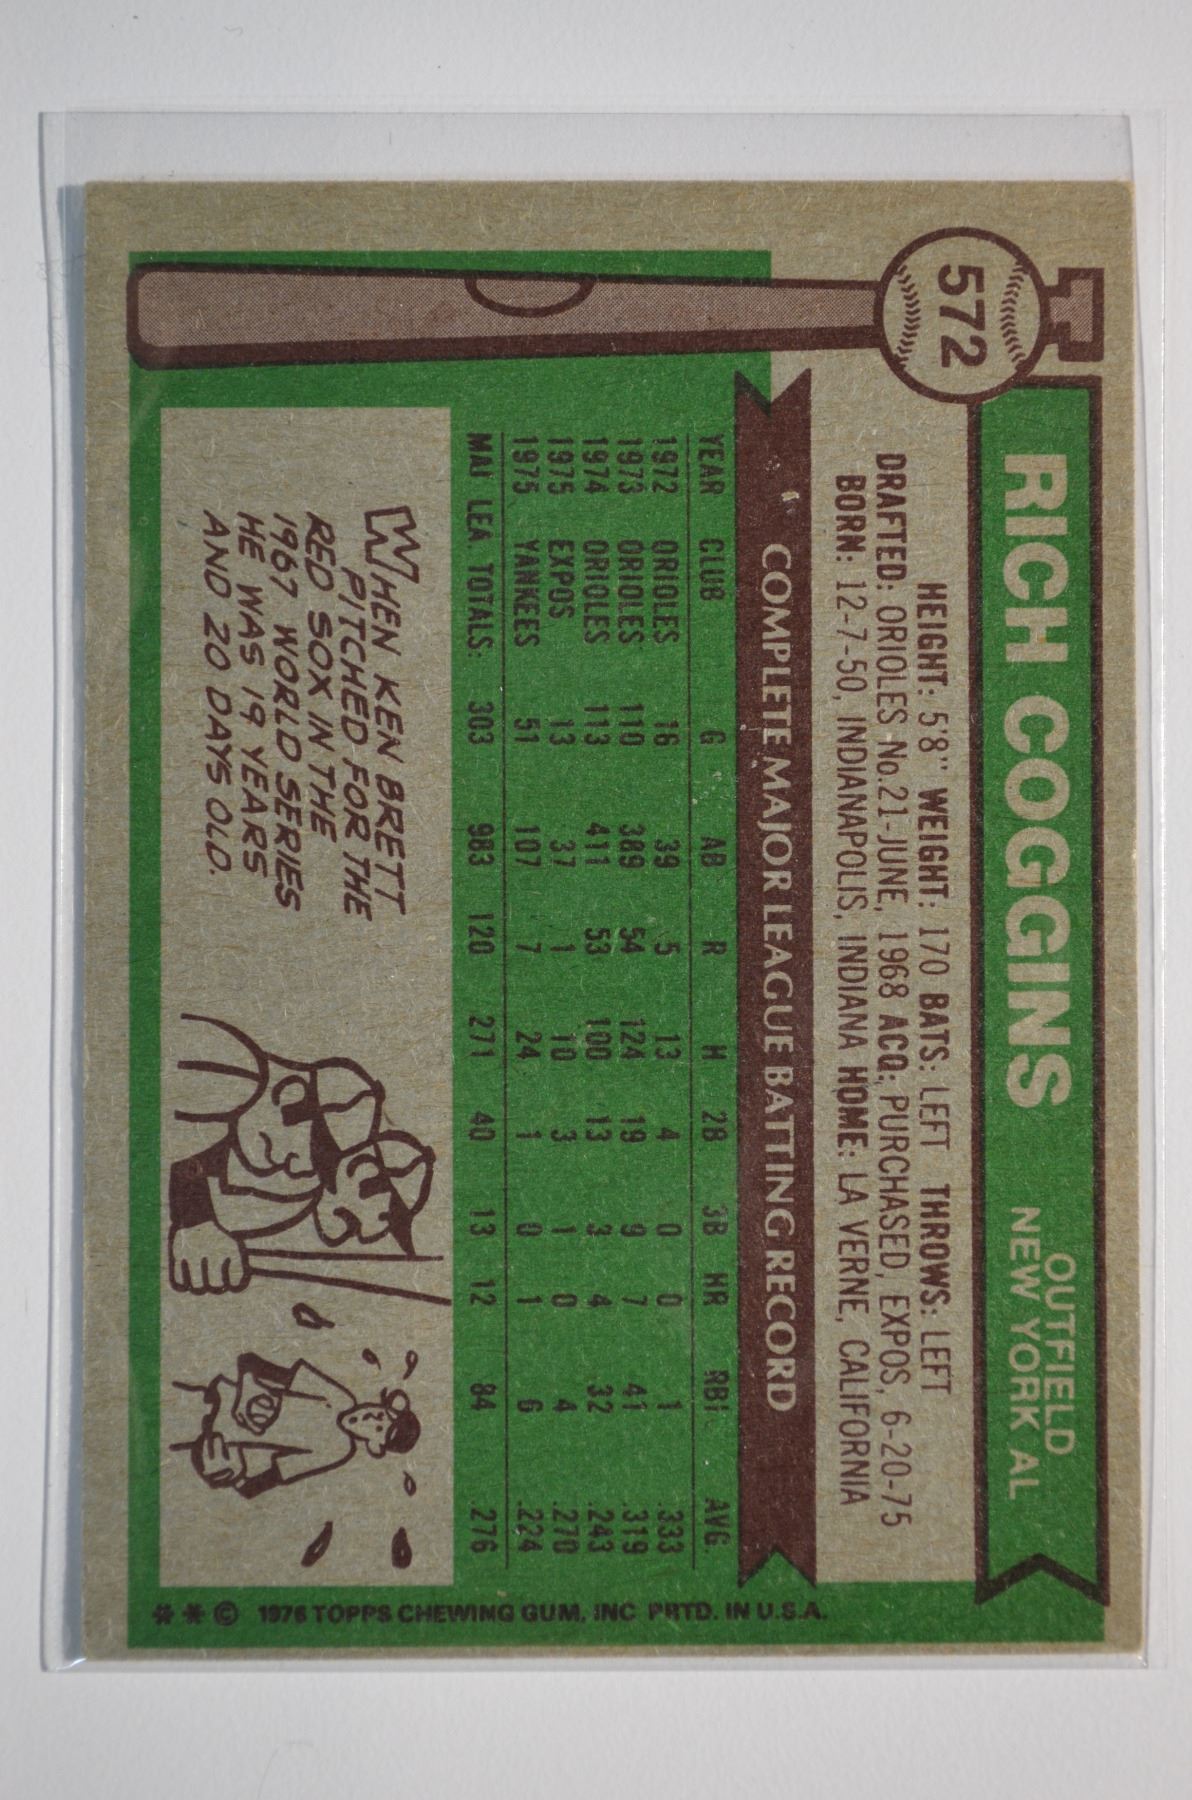 572
RICH COGGINS
OUTFIELD
NEW YORK AL
HEIGHT: 5'8" WEIGHT: 170 BATS: LEFT THROWS: LEFT
DRAFTED: ORIOLES No.21-JUNE, 1968 ACQ: PURCHASED, EXPOS, 6-20-75
BORN: 12-7-50, INDIANAPOLIS, INDIANA HOME: LA VERNE, CALIFORNIA
COMPLETE MAJOR LEAGUE BATTING RECORD
YEAR CLUB G AB R H 2B 3B HR RBI AVG.
1972 ORIOLES 16 39 5 13 4 0 0 1 .333
1973 ORIOLES 110 389 54 124 19 9 7 41 .319
1974 ORIOLES 113 411 53 100 13 3 4 32 .243
1975 EXPOS 13 37 1 10 3 1 0 4 .270
1975 YANKEES 51 107 7 24 1 0 1 6 .224
MAJ. LEA. TOTALS: 303 983 120 271 40 13 12 84 .276
WHEN KEN BRETT
PITCHED FOR THE
RED SOX IN THE
1967 WORLD SERIES
HE WAS 19 YEARS
AND 20 DAYS OLD.
** © 1976 TOPPS CHEWING GUM, INC PRTD. IN U.S.A.